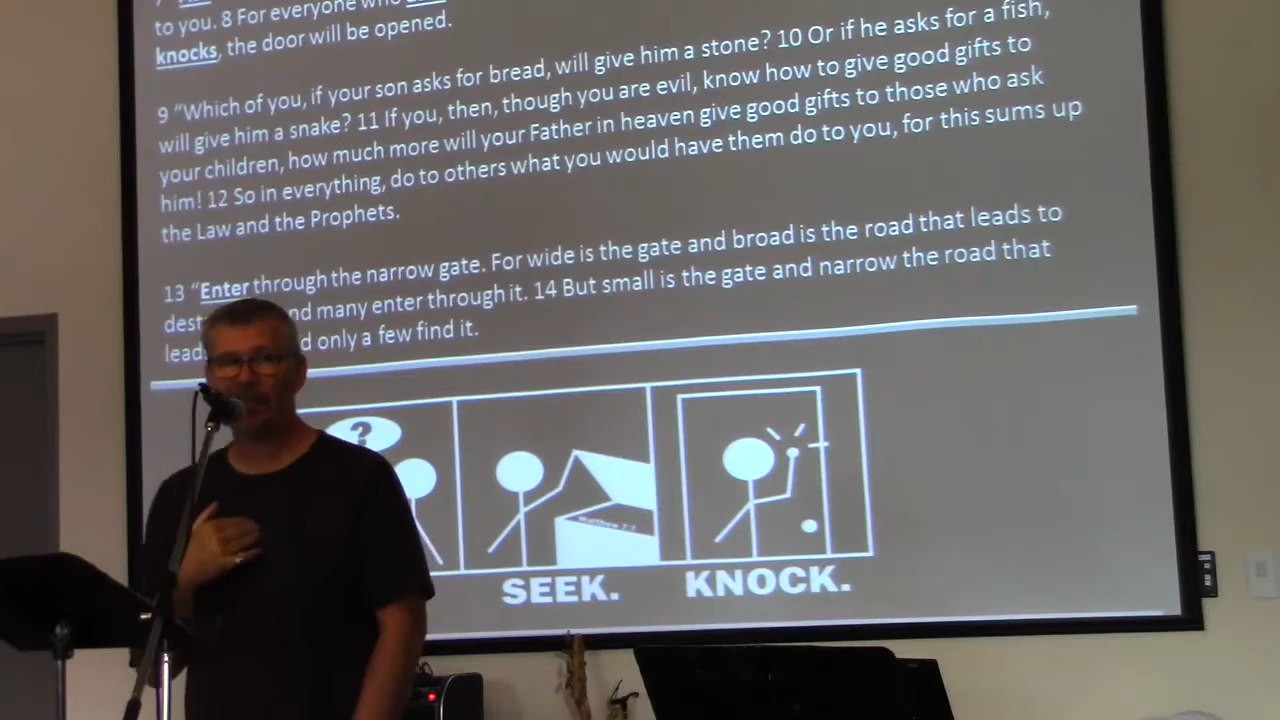 to you. 8 For everyone who
knocks, the door will be opened.
9 “Which of you, if your son asks for bread, will give him a stone? 10 Or if he asks for a fish,
will give him a snake? 11 If you, then, though you are evil, know how to give good gifts to
your children, how much more will your Father in heaven give good gifts to those who ask
him! 12 So in everything, do to others what you would have them do to you, for this sums up
the Law and the Prophets.
13 “Enter through the narrow gate. For wide is the gate and broad is the road that leads to
many enter through it. 14 But small is the gate and narrow the road that
only a few find it.
?
Matthew 7:7
SEEK. KNOCK.